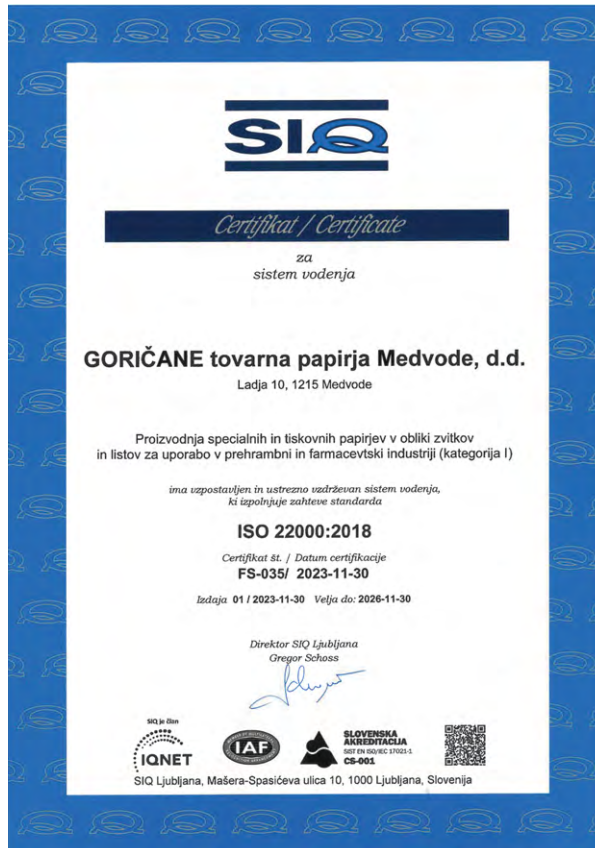 SIQ
Certifikat / Certificate
za
sistem vodenja
GORIČANE tovarna papirja Medvode, d.d.
Ladja 10, 1215 Medvode
Proizvodnja specialnih in tiskovnih papirjev v obliki zvitkov
in listov za uporabo v prehrambni in farmacevtski industriji (kategorija I)
ima vzpostavljen in ustrezno vzdrževan sistem vodenja,
ki izpolnjuje zahteve standarda
ISO 22000:2018
Certifikat št. / Datum certifikacije
FS-035/ 2023-11-30
Izdaja 01 / 2023-11-30 Velja do: 2026-11-30
Direktor SIQ Ljubljana
Gregor Schoss
SIQ je član
IQNET
IAF
SLOVENSKA
AKREDITACIJA
SIST EN ISO/IEC 17021-1
CS-001
SIQ Ljubljana, Mašera-Spasićeva ulica 10, 1000 Ljubljana, Slovenija